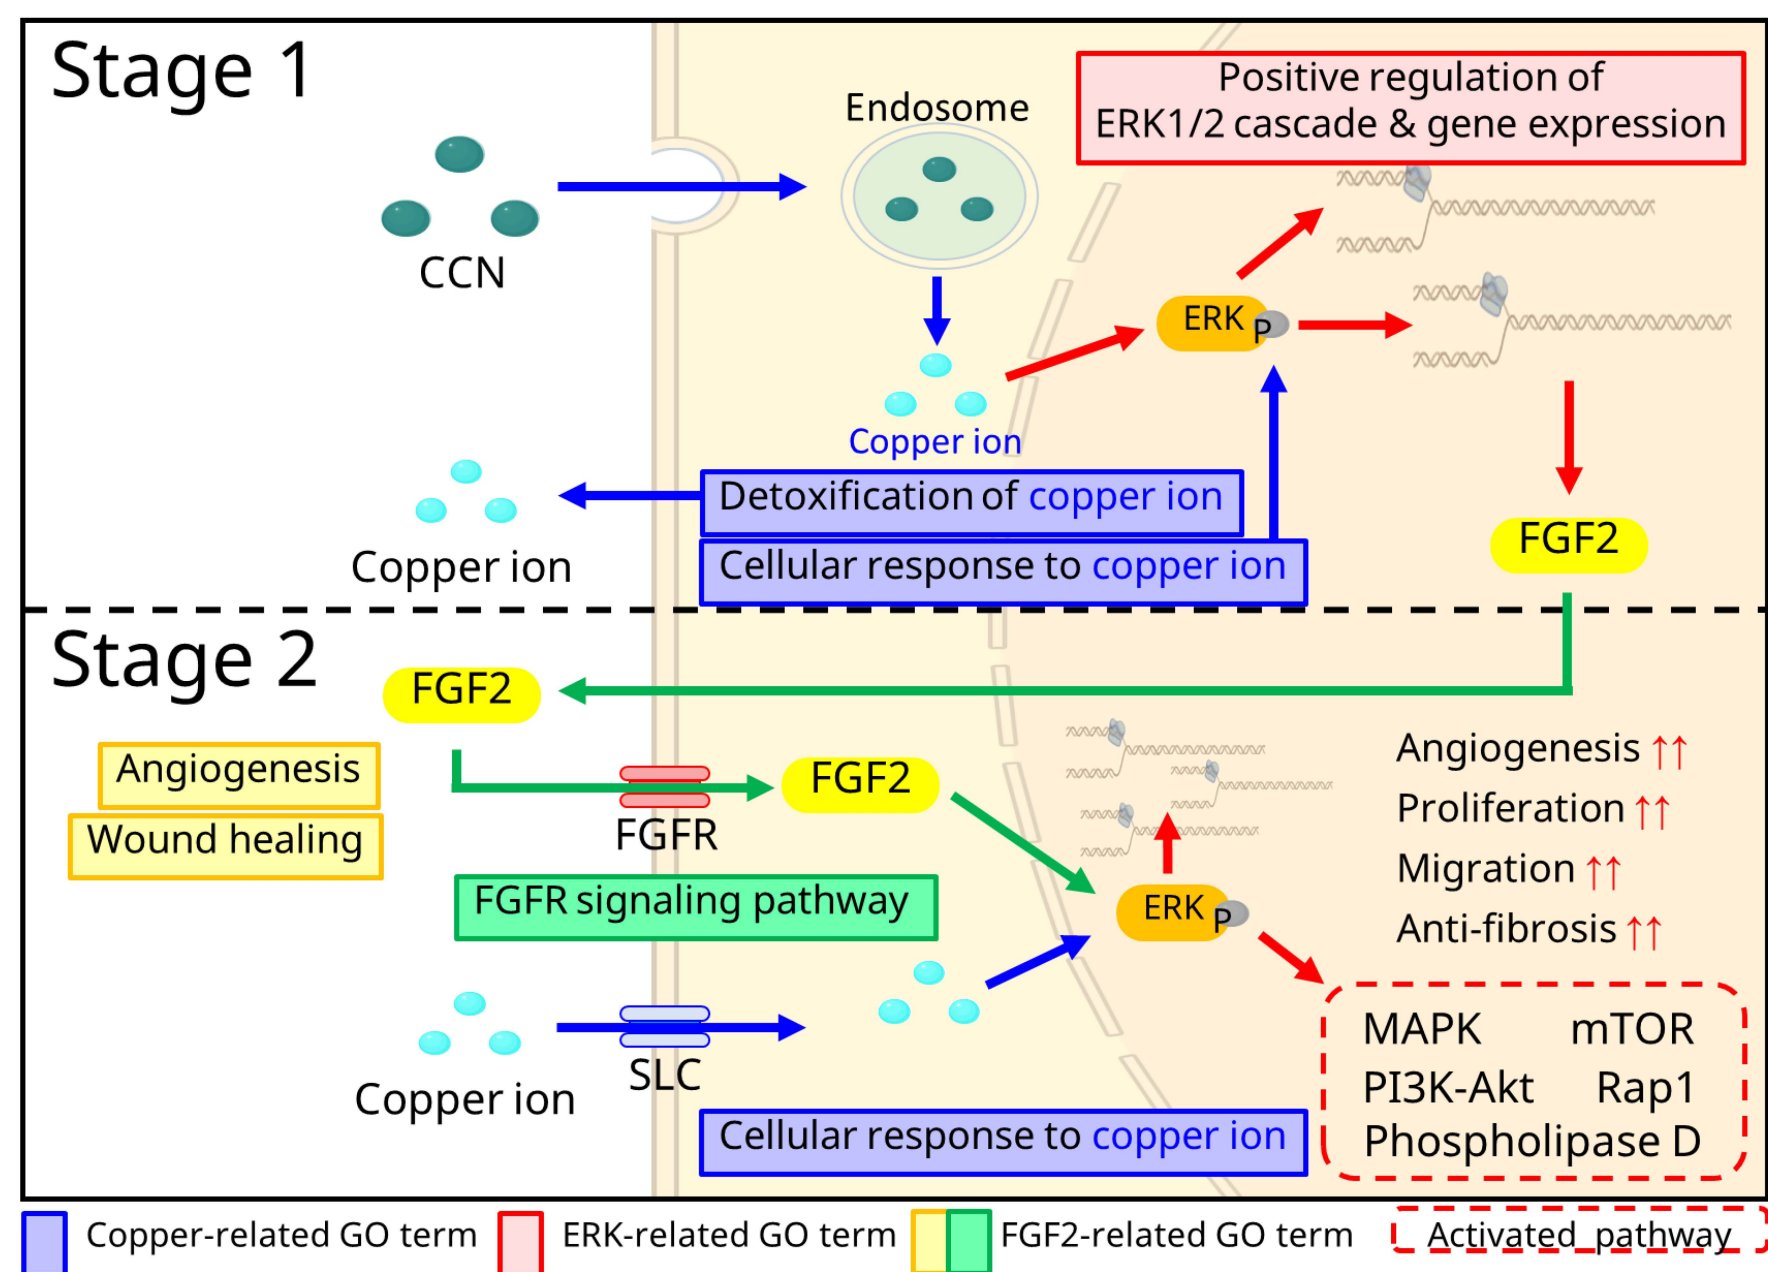 Stage 1
Positive regulation of
ERK1/2 cascade & gene expression
Endosome
CCN
ERK
P
Copper ion
Detoxification of copper ion
Copper ion
Cellular response to copper ion
FGF2
Stage 2
FGF2
Angiogenesis
Wound healing
FGFR
FGF2
FGFR signaling pathway
ERK
P
Angiogenesis ↑↑
Proliferation ↑↑
Migration ↑↑
Anti-fibrosis ↑↑
Copper ion
SLC
Cellular response to copper ion
MAPK mTOR
PI3K-Akt Rap1
Phospholipase D
Copper-related GO term
ERK-related GO term
FGF2-related GO term
Activated pathway